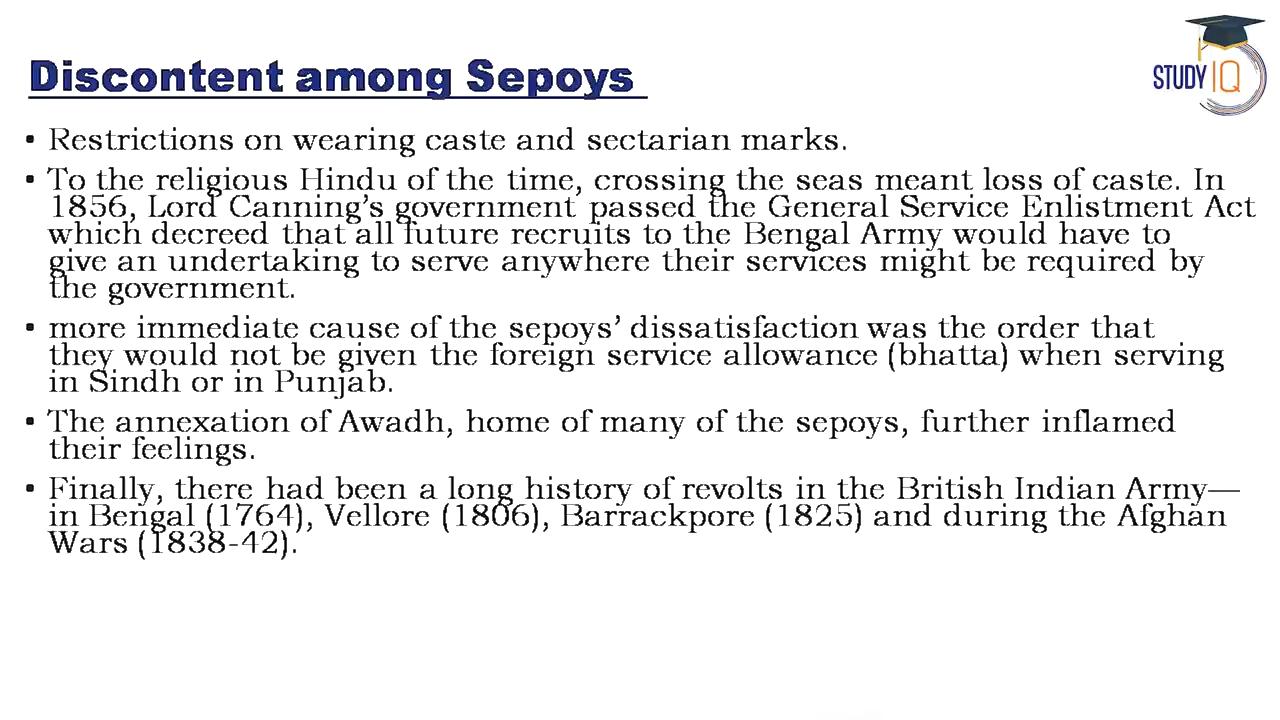 Discontent among Sepoys
STUDY IQ
• Restrictions on wearing caste and sectarian marks.
• To the religious Hindu of the time, crossing the seas meant loss of caste. In
1856, Lord Canning's government passed the General Service Enlistment Act
which decreed that all future recruits to the Bengal Army would have to
give an undertaking to serve anywhere their services might be required by
the government.
• more immediate cause of the sepoys' dissatisfaction was the order that
they would not be given the foreign service allowance (bhatta) when serving
in Sindh or in Punjab.
• The annexation of Awadh, home of many of the sepoys, further inflamed
their feelings.
• Finally, there had been a long history of revolts in the British Indian Army—
in Bengal (1764), Vellore (1806), Barrackpore (1825) and during the Afghan
Wars (1838-42).